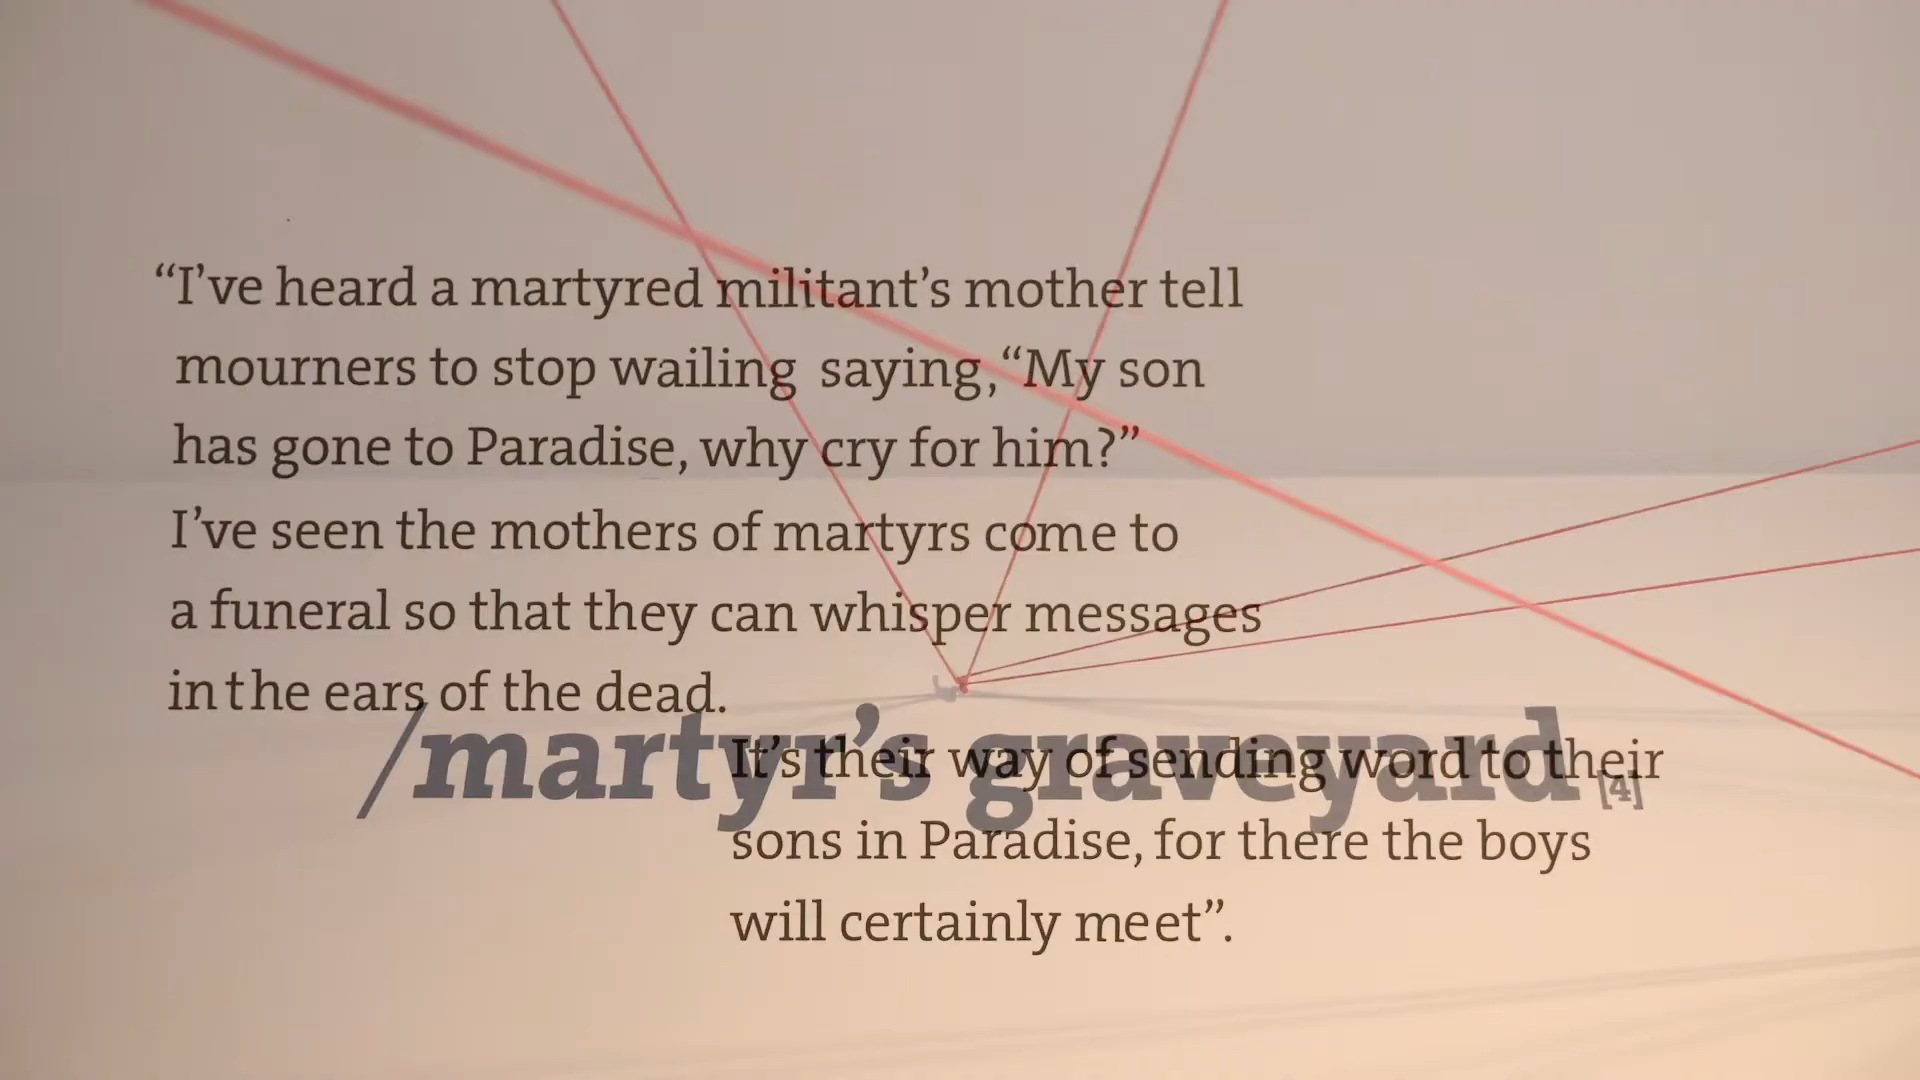 “I’ve heard a martyred militant’s mother tell
mourners to stop wailing saying, “My son
has gone to Paradise, why cry for him?”
I’ve seen the mothers of martyrs come to
a funeral so that they can whisper messages
in the ears of the dead.
/martyr’s graveyard [4]
It’s their way of sending word to their
sons in Paradise, for there the boys
will certainly meet”.